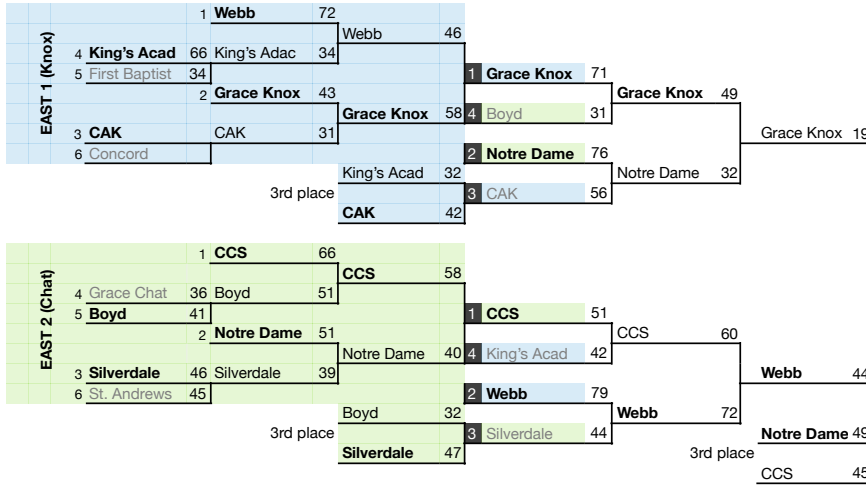 1 Webb 72
Webb 46
4 King's Acad 66 King's Adac 34
5 First Baptist 34
1 Grace Knox 71
2 Grace Knox 43
Grace Knox 49
Grace Knox 58 4 Boyd 31
3 CAK CAK 31
Grace Knox 19
6 Concord
2 Notre Dame 76
King's Acad 32
Notre Dame 32
3rd place
3 CAK 56
CAK 42
EAST 1 (Knox)
1 CCS 66
CCS 58
4 Grace Chat 36 Boyd 51
5 Boyd 41
1 CCS 51
2 Notre Dame 51
CCS 60
Notre Dame 40 4 King's Acad 42
3 Silverdale 46 Silverdale 39
Webb 44
6 St. Andrews 45
2 Webb 79
Boyd 32
Webb 72
3rd place
3 Silverdale 44
Notre Dame 49
Silverdale 47
3rd place
CCS 45
EAST 2 (Chat)